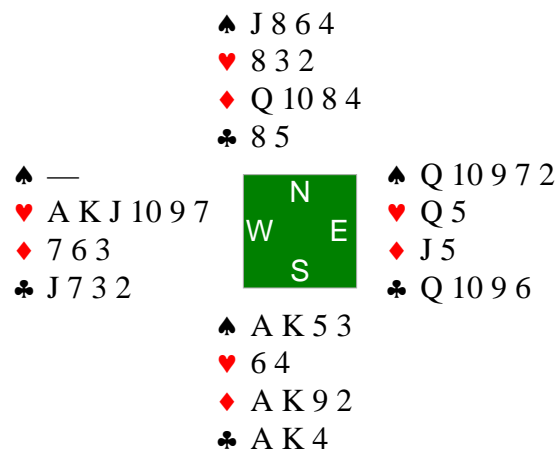 ♠ J 8 6 4
♥ 8 3 2
♦ Q 10 8 4
♣ 8 5
♠ —
♥ A K J 10 9 7
♦ 7 6 3
♣ J 7 3 2
N
W E
S
♠ Q 10 9 7 2
♥ Q 5
♦ J 5
♣ Q 10 9 6
♠ A K 5 3
♥ 6 4
♦ A K 9 2
♣ A K 4